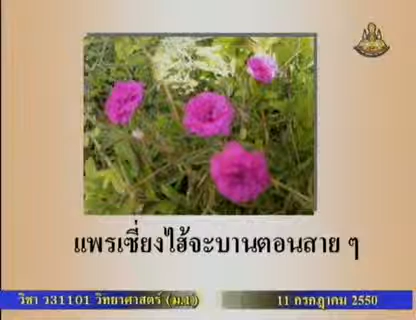 แพรเซี่ยงไฮ้จะบานตอนสาย ๆ
วิชา ว31101 วิทยาศาสตร์ (ม.1)
11 กรกฎาคม 2550